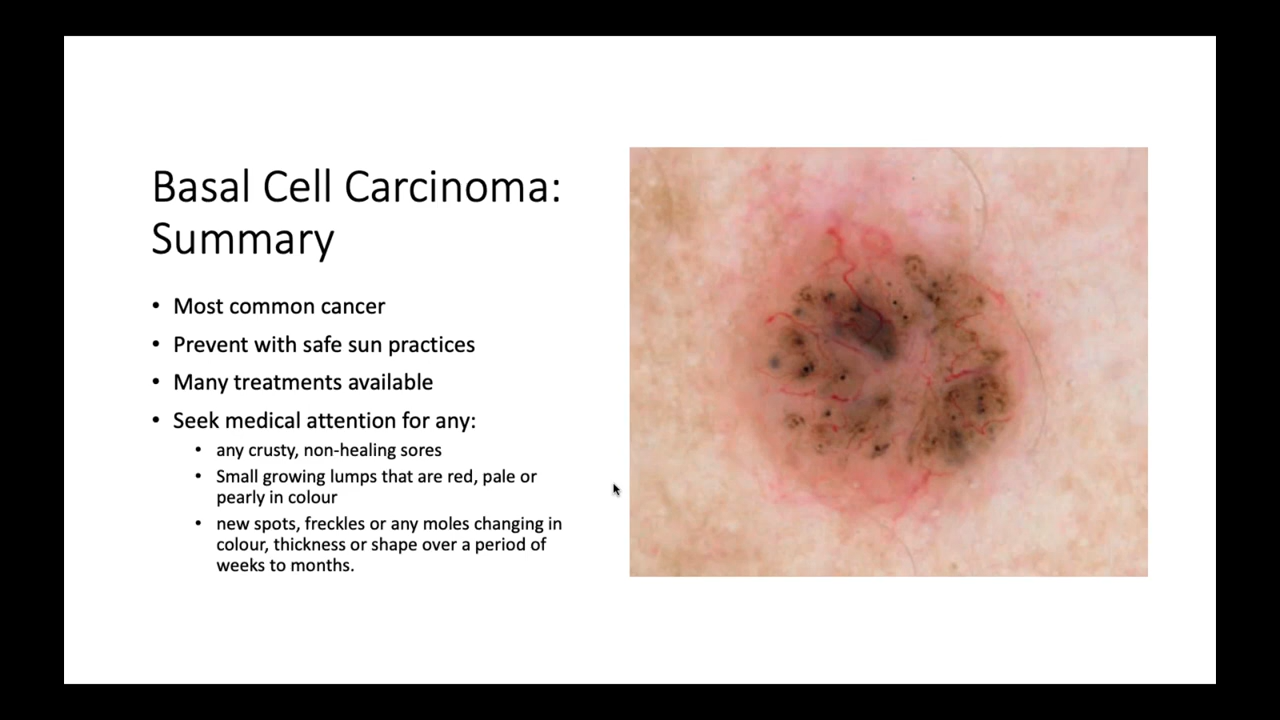 Basal Cell Carcinoma:
Summary
• Most common cancer
• Prevent with safe sun practices
• Many treatments available
• Seek medical attention for any:
• any crusty, non-healing sores
• Small growing lumps that are red, pale or
pearly in colour
• new spots, freckles or any moles changing in
colour, thickness or shape over a period of
weeks to months.